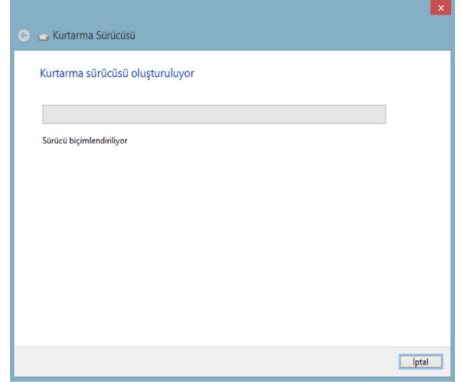 Kurtarma Sürücüsü
Kurtarma sürücüsü oluşturuluyor
Sürücü biçimlendiriliyor
İptal